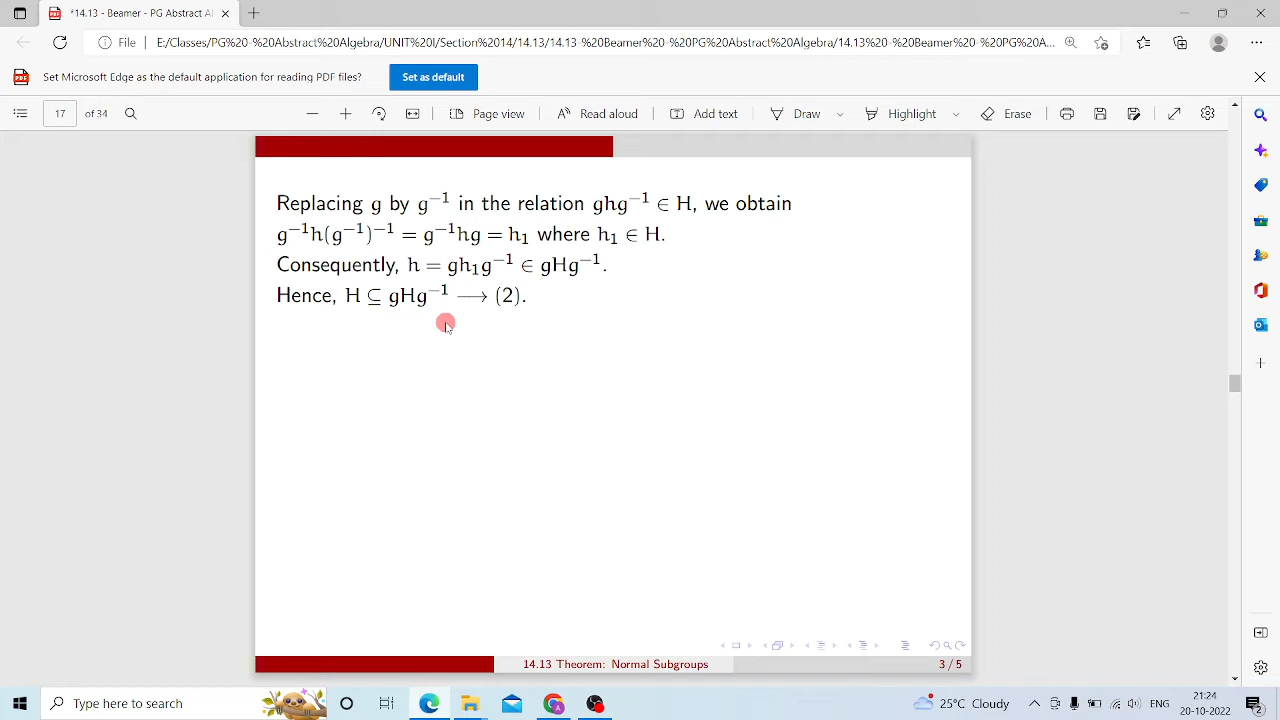 *14.13 - Beamer - PG Abstract Al
File E:/Classes/PG%20-%20Abstract%20Algebra/UNIT%20I/Section%2014/14.13/14.13-%20Beamer%20-%20PG%20Abstract%20Algebra/14.13%20-%20Beamer%20-%20PG%20A...
Set Microsoft Edge as the default application for reading PDF files? Set as default
17 of 34 Page view Read aloud Add text Draw Highlight Erase
Replacing g by g⁻¹ in the relation ghg⁻¹ ∈ H, we obtain
g⁻¹h(g⁻¹)⁻¹ = g⁻¹hg = h₁ where h₁ ∈ H.
Consequently, h = gh₁g⁻¹ ∈ gHg⁻¹.
Hence, H ⊆ gHg⁻¹ ⟶ (2).
14.13 Theorem: Normal Subgroups 3 / 5
Type here to search 25°C Cloudy ENG 21:24
20-10-2022 2